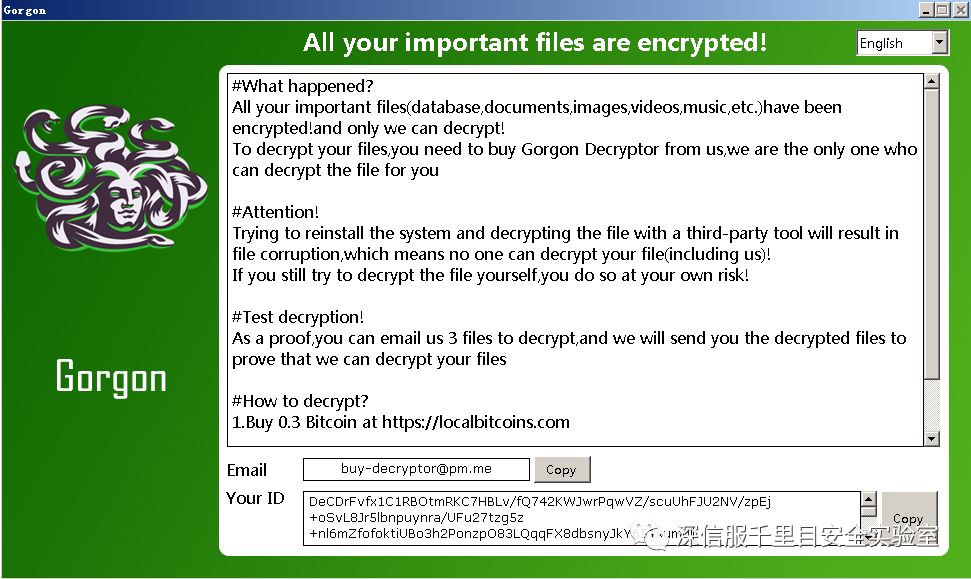 Gorgon
All your important files are encrypted!
English
#What happened?
All your important files(database,documents,images,videos,music,etc.)have been
encrypted!and only we can decrypt!
To decrypt your files,you need to buy Gorgon Decryptor from us,we are the only one who
can decrypt the file for you
#Attention!
Trying to reinstall the system and decrypting the file with a third-party tool will result in
file corruption,which means no one can decrypt your file(including us)!
If you still try to decrypt the file yourself,you do so at your own risk!
#Test decryption!
As a proof,you can email us 3 files to decrypt,and we will send you the decrypted files to
prove that we can decrypt your files
#How to decrypt?
1.Buy 0.3 Bitcoin at https://localbitcoins.com
Gorgon
Email
buy-decryptor@pm.me
Copy
Your ID
DeCDrFvfx1C1RBOtmRKC7HBLv/fQ742KWJwrPqwVZ/scuUhFJU2NV/zpEj
+oSvL8Jr5lbnpuynra/UFu27tzg5z
Copy
深信服千里目安全实验室